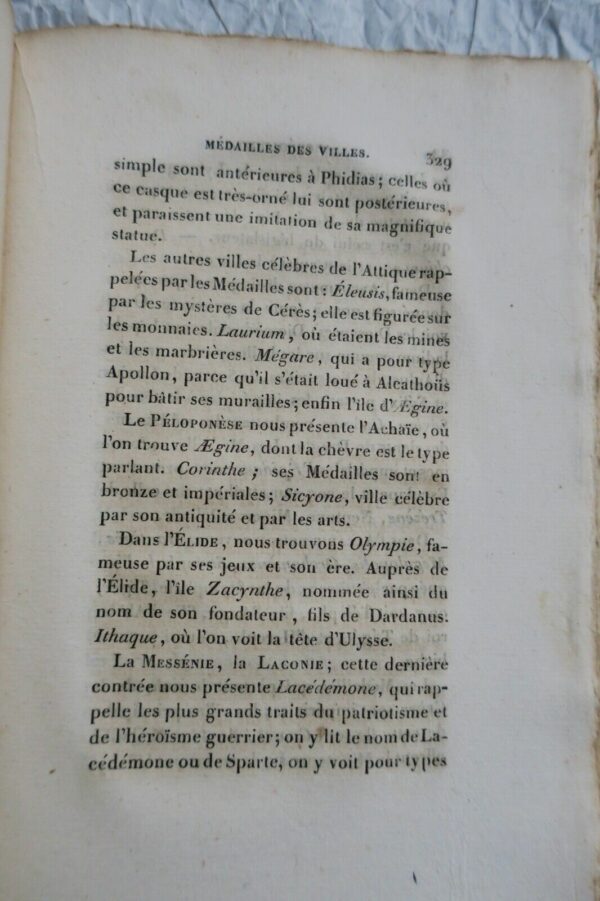 MÉDAILLES DES VILLES. 329
simple sont antérieures à Phidias ; celles où
ce casque est très-orné lui sont postérieures,
et paraissent une imitation de sa magnifique
statue.
Les autres villes célèbres de l'Attique rap-
pelées par les Médailles sont : Éleusis, fameuse
par les mystères de Cérès ; elle est figurée sur
les monnaies. Laurium, où étaient les mines
et les marbrières. Mégare, qui a pour type
Apollon, parce qu'il s'était loué à Alcathoüs
pour bâtir ses murailles ; enfin l'île d'Ægine.
Le PÉLOPONÈSE nous présente l'Achaïe, où
l'on trouve Ægine, dont la chèvre est le type
parlant. Corinthe ; ses Médailles sont en
bronze et impériales ; Sicyone, ville célèbre
par son antiquité et par les arts.
Dans l'ÉLIDE, nous trouvons Olympie, fa-
meuse par ses jeux et son ère. Auprès de
l'Élide, l'île Zacynthe, nommée ainsi du
nom de son fondateur, fils de Dardanus.
Ithaque, où l'on voit la tête d'Ulysse.
La MESSÉNIE, la LACONIE ; cette dernière
contrée nous présente Lacédémone, qui rap-
pelle les plus grands traits du patriotisme et
de l'héroïsme guerrier ; on y lit le nom de La-
cédémone ou de Sparte, on y voit pour types